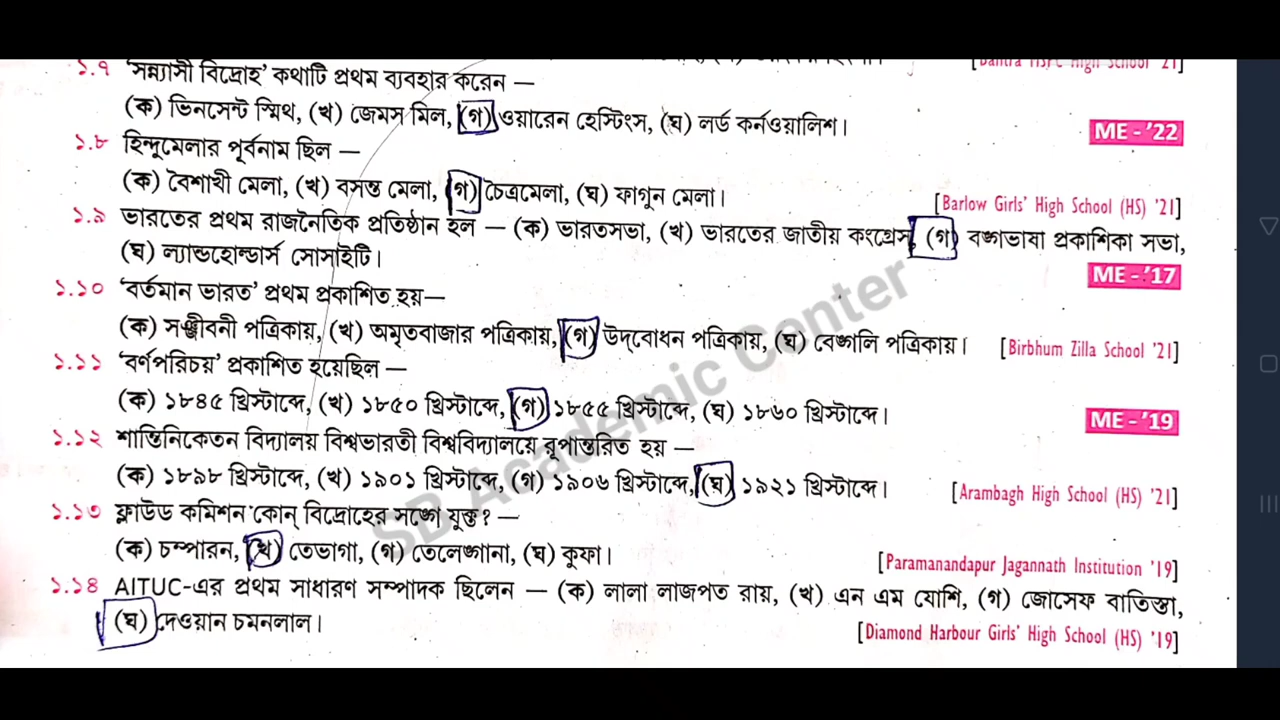 ১.৭ ‘সন্ন্যাসী বিদ্রোহ’ কথাটি প্রথম ব্যবহার করেন —
(ক) ভিনসেন্ট স্মিথ, (খ) জেমস মিল, (গ) ওয়ারেন হেস্টিংস, (ঘ) লর্ড কর্নওয়ালিশ।
ME - '22
১.৮ হিন্দুমেলার পূর্বনাম ছিল —
(ক) বৈশাখী মেলা, (খ) বসন্ত মেলা, (গ) চৈত্রমেলা, (ঘ) ফাগুন মেলা।
[Barlow Girls' High School (HS) '21]
১.৯ ভারতের প্রথম রাজনৈতিক প্রতিষ্ঠান হল — (ক) ভারতসভা, (খ) ভারতের জাতীয় কংগ্রেস, (গ) বঙ্গভাষা প্রকাশিকা সভা,
(ঘ) ল্যান্ডহোল্ডার্স সোসাইটি।
ME - '17
১.১০ ‘বর্তমান ভারত’ প্রথম প্রকাশিত হয়—
(ক) সঞ্জীবনী পত্রিকায়, (খ) অমৃতবাজার পত্রিকায়, (গ) উদ্‌বোধন পত্রিকায়, (ঘ) বেঙ্গালি পত্রিকায়।
[Birbhum Zilla School '21]
১.১১ ‘বর্ণপরিচয়’ প্রকাশিত হয়েছিল —
(ক) ১৮৪৫ খ্রিস্টাব্দে, (খ) ১৮৫০ খ্রিস্টাব্দে, (গ) ১৮৫৫ খ্রিস্টাব্দে, (ঘ) ১৮৬০ খ্রিস্টাব্দে।
ME - '19
১.১২ শান্তিনিকেতন বিদ্যালয় বিশ্বভারতী বিশ্ববিদ্যালয়ে রূপান্তরিত হয় —
(ক) ১৮৯৮ খ্রিস্টাব্দে, (খ) ১৯০১ খ্রিস্টাব্দে, (গ) ১৯০৬ খ্রিস্টাব্দে, (ঘ) ১৯২১ খ্রিস্টাব্দে।
[Arambagh High School (HS) '21]
১.১৩ ফ্লাউড কমিশন কোন্ বিদ্রোহের সঙ্গে যুক্ত? —
(ক) চম্পারন, (খ) তেভাগা, (গ) তেলেঙ্গানা, (ঘ) কুফা।
[Paramanandapur Jagannath Institution '19]
১.১৪ AITUC-এর প্রথম সাধারণ সম্পাদক ছিলেন — (ক) লালা লাজপত রায়, (খ) এন এম যোশি, (গ) জোসেফ বাতিস্তা,
(ঘ) দেওয়ান চমনলাল।
[Diamond Harbour Girls' High School (HS) '19]
SB Academic Center